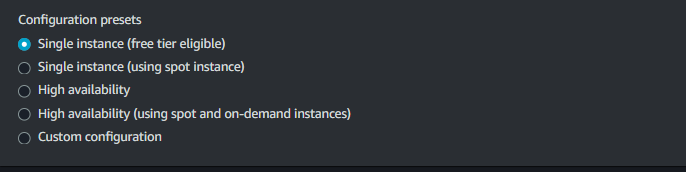 Configuration presets
Single instance (free tier eligible)
Single instance (using spot instance)
High availability
High availability (using spot and on-demand instances)
Custom configuration